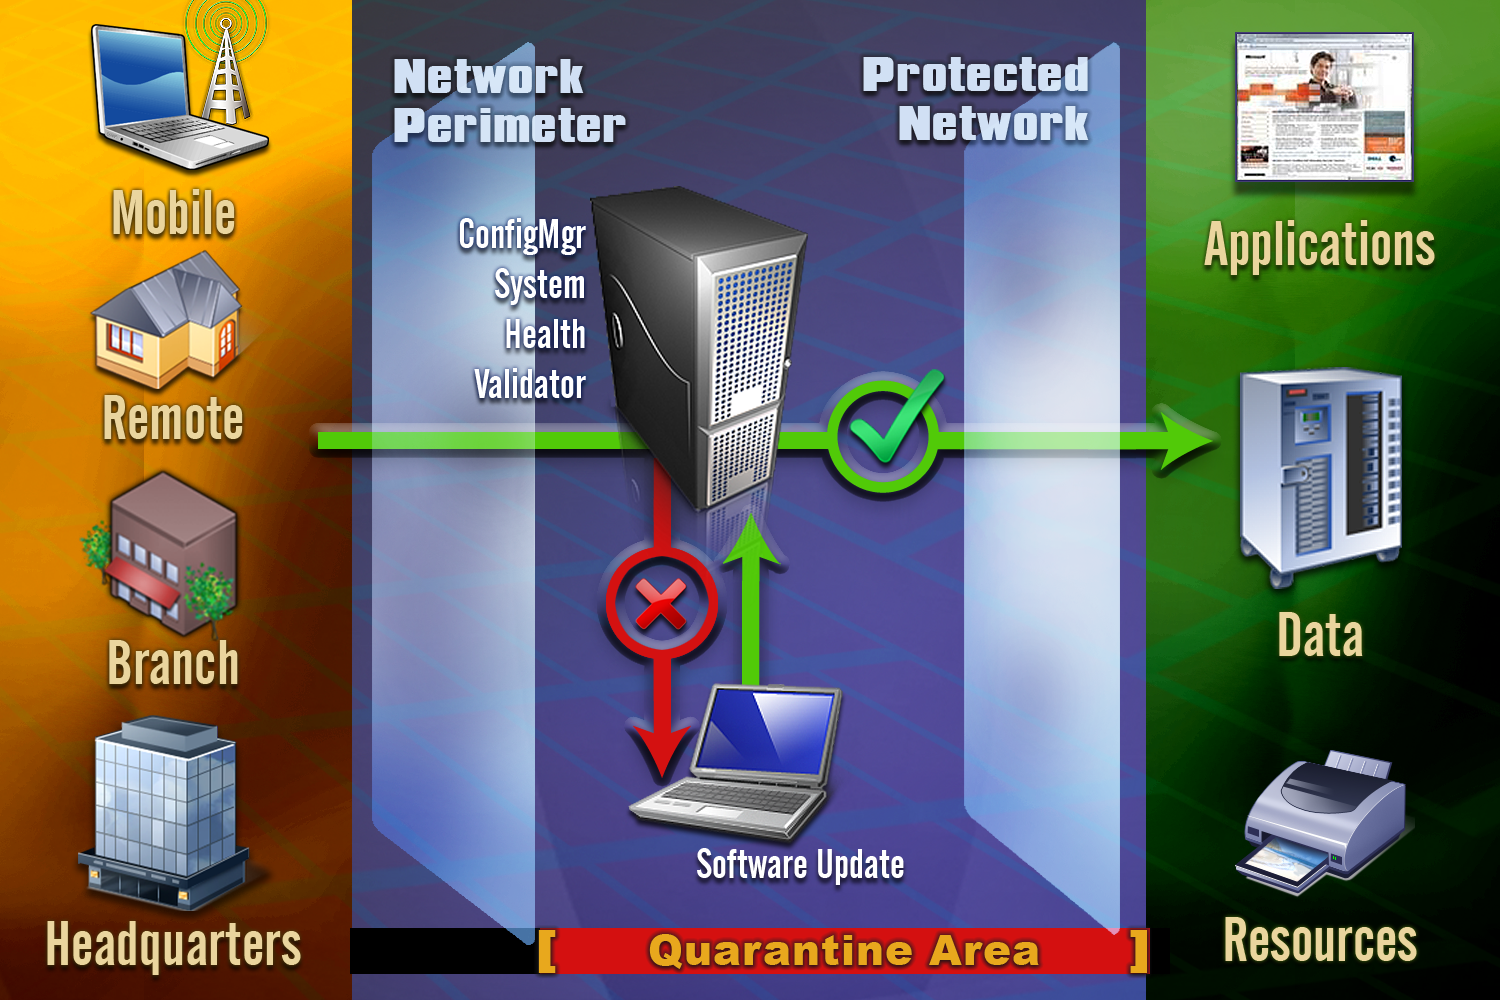 Network
Perimeter
Protected
Network
Mobile
Remote
Branch
Headquarters
ConfigMgr
System
Health
Validator
Software Update
[ Quarantine Area ]
Applications
Data
Resources